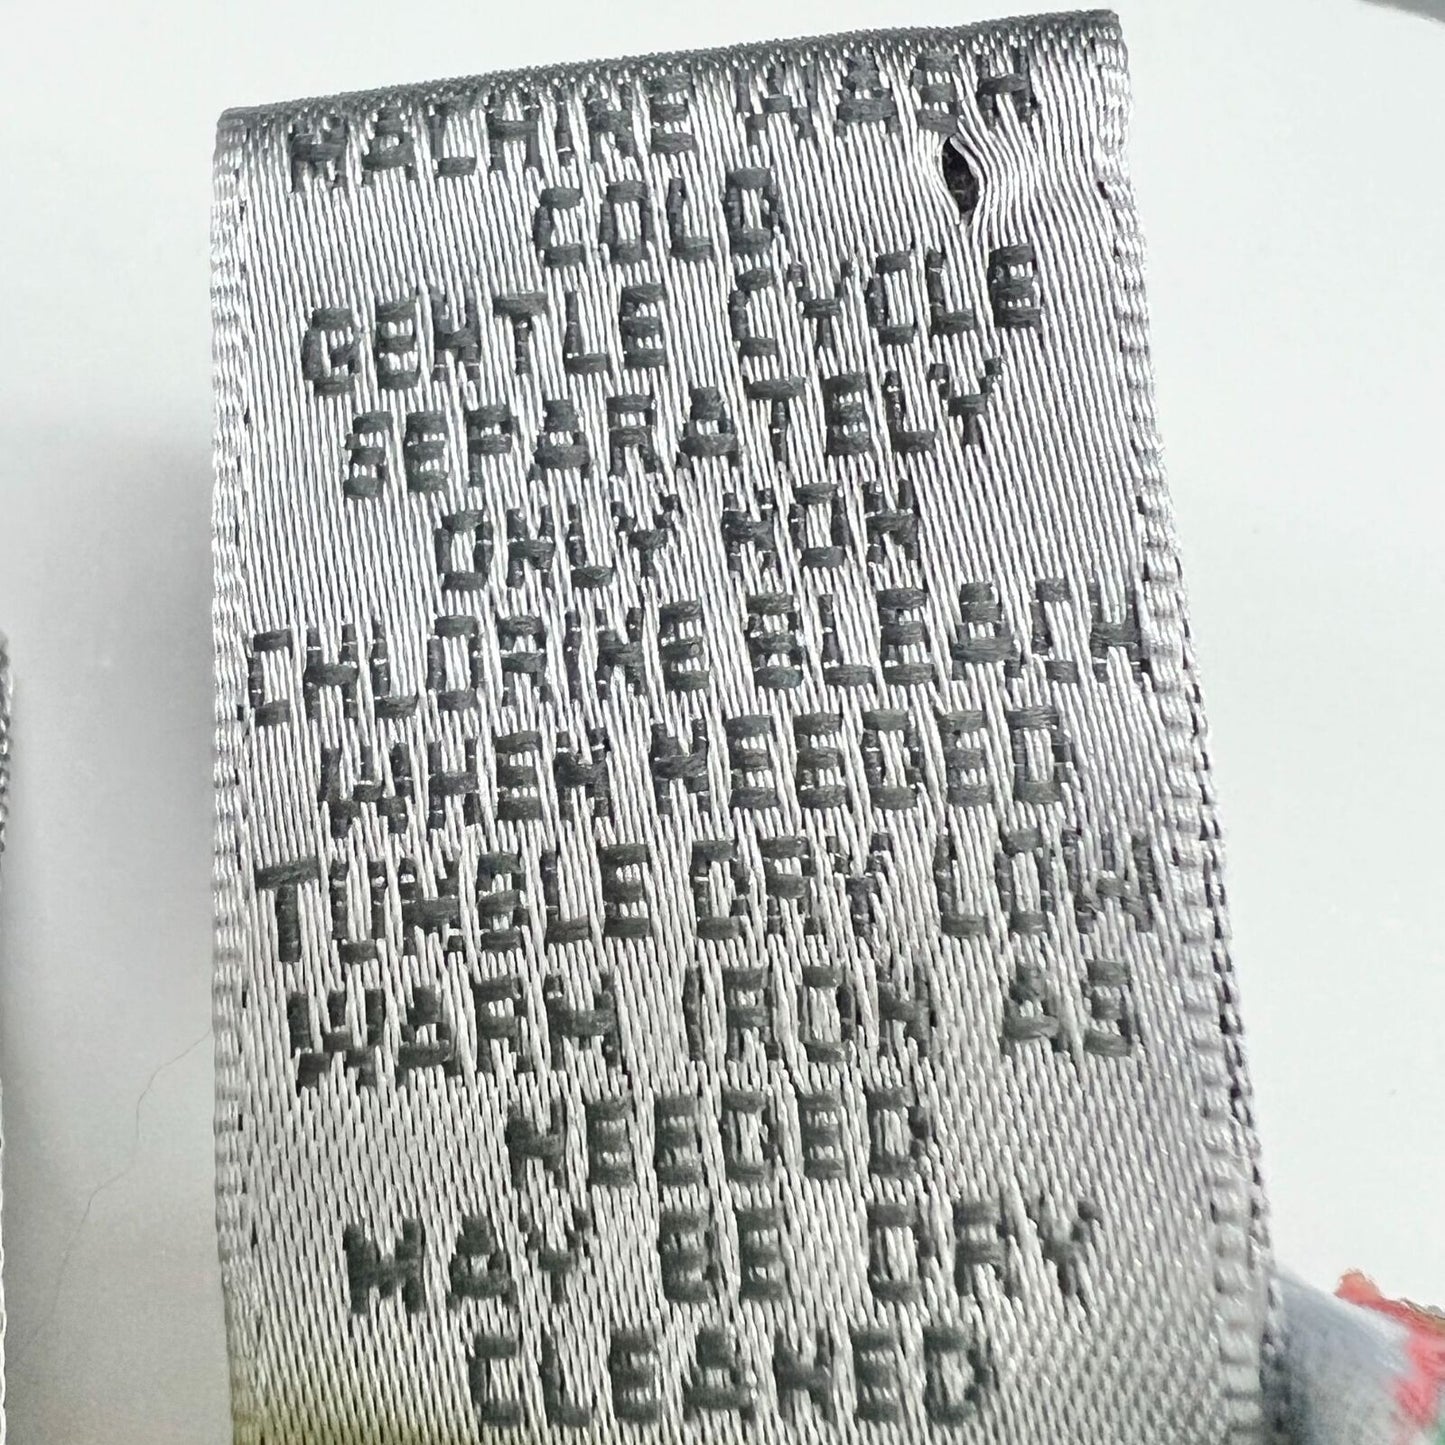 MACHINE WASH
COLD
GENTLE CYCLE
SEPARATELY
ONLY NON
CHLORINE BLEACH
WHEN NEEDED
TUMBLE DRY LOW
WARM IRON AS
NEEDED
MAY BE DRY
CLEANED